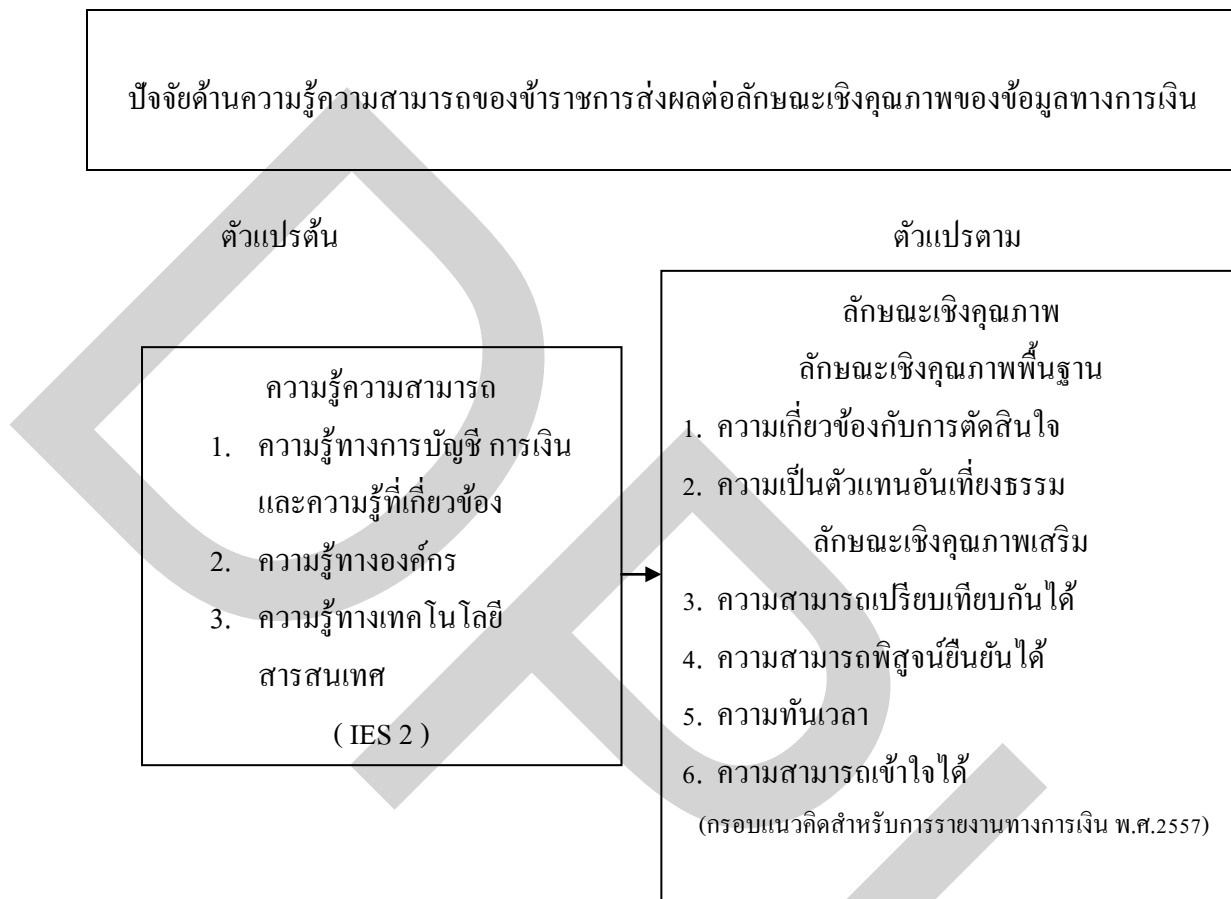 ปัจจัยด้านความรู้ความสามารถของข้าราชการส่งผลต่อลักษณะเชิงคุณภาพของข้อมูลทางการเงิน
ตัวแปรต้น
ตัวแปรตาม
ความรู้ความสามารถ
1. ความรู้ทางการบัญชี การเงิน
และความรู้ที่เกี่ยวข้อง
2. ความรู้ทางองค์กร
3. ความรู้ทางเทคโนโลยี
สารสนเทศ
( IES 2 )
ลักษณะเชิงคุณภาพ
ลักษณะเชิงคุณภาพพื้นฐาน
1. ความเกี่ยวข้องกับการตัดสินใจ
2. ความเป็นตัวแทนอันเที่ยงธรรม
ลักษณะเชิงคุณภาพเสริม
3. ความสามารถเปรียบเทียบกันได้
4. ความสามารถพิสูจน์ยืนยันได้
5. ความทันเวลา
6. ความสามารถเข้าใจได้
(กรอบแนวคิดสำหรับการรายงานทางการเงิน พ.ศ.2557)